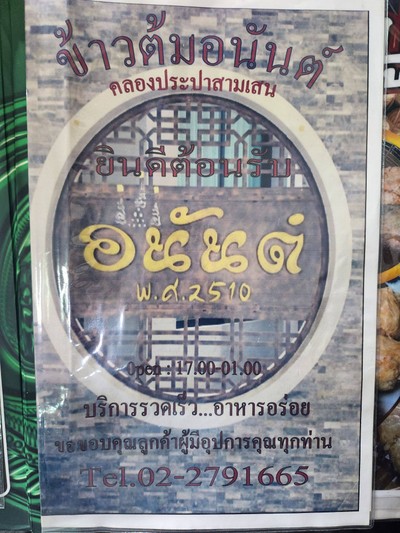 ข้าวต้มอนันต์
คลองประปาสามเสน
ยินดีต้อนรับ
อนันต์
พ.ศ.2510
Open : 17.00-01.00
บริการรวดเร็ว...อาหารอร่อย
ขอขอบคุณลูกค้าผู้มีอุปการคุณทุกท่าน
Tel.02-2791665